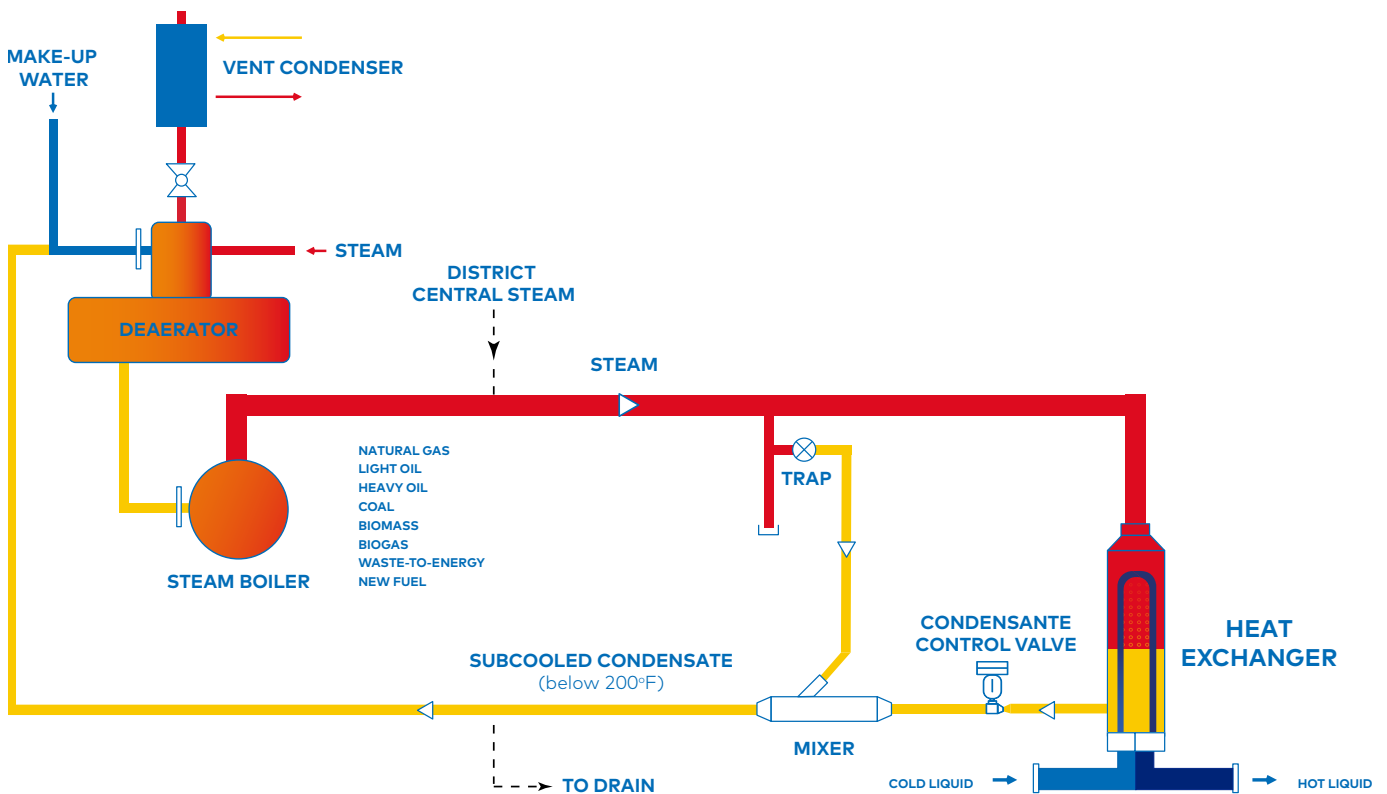 MAKE-UP
WATER
VENT CONDENSER
STEAM
DEAERATOR
DISTRICT
CENTRAL STEAM
STEAM
NATURAL GAS
LIGHT OIL
HEAVY OIL
COAL
BIOMASS
BIOGAS
WASTE-TO-ENERGY
NEW FUEL
TRAP
STEAM BOILER
CONDENSANTE
CONTROL VALVE
HEAT
EXCHANGER
SUBCOOLED CONDENSATE
(below 200°F)
MIXER
TO DRAIN
COLD LIQUID
HOT LIQUID